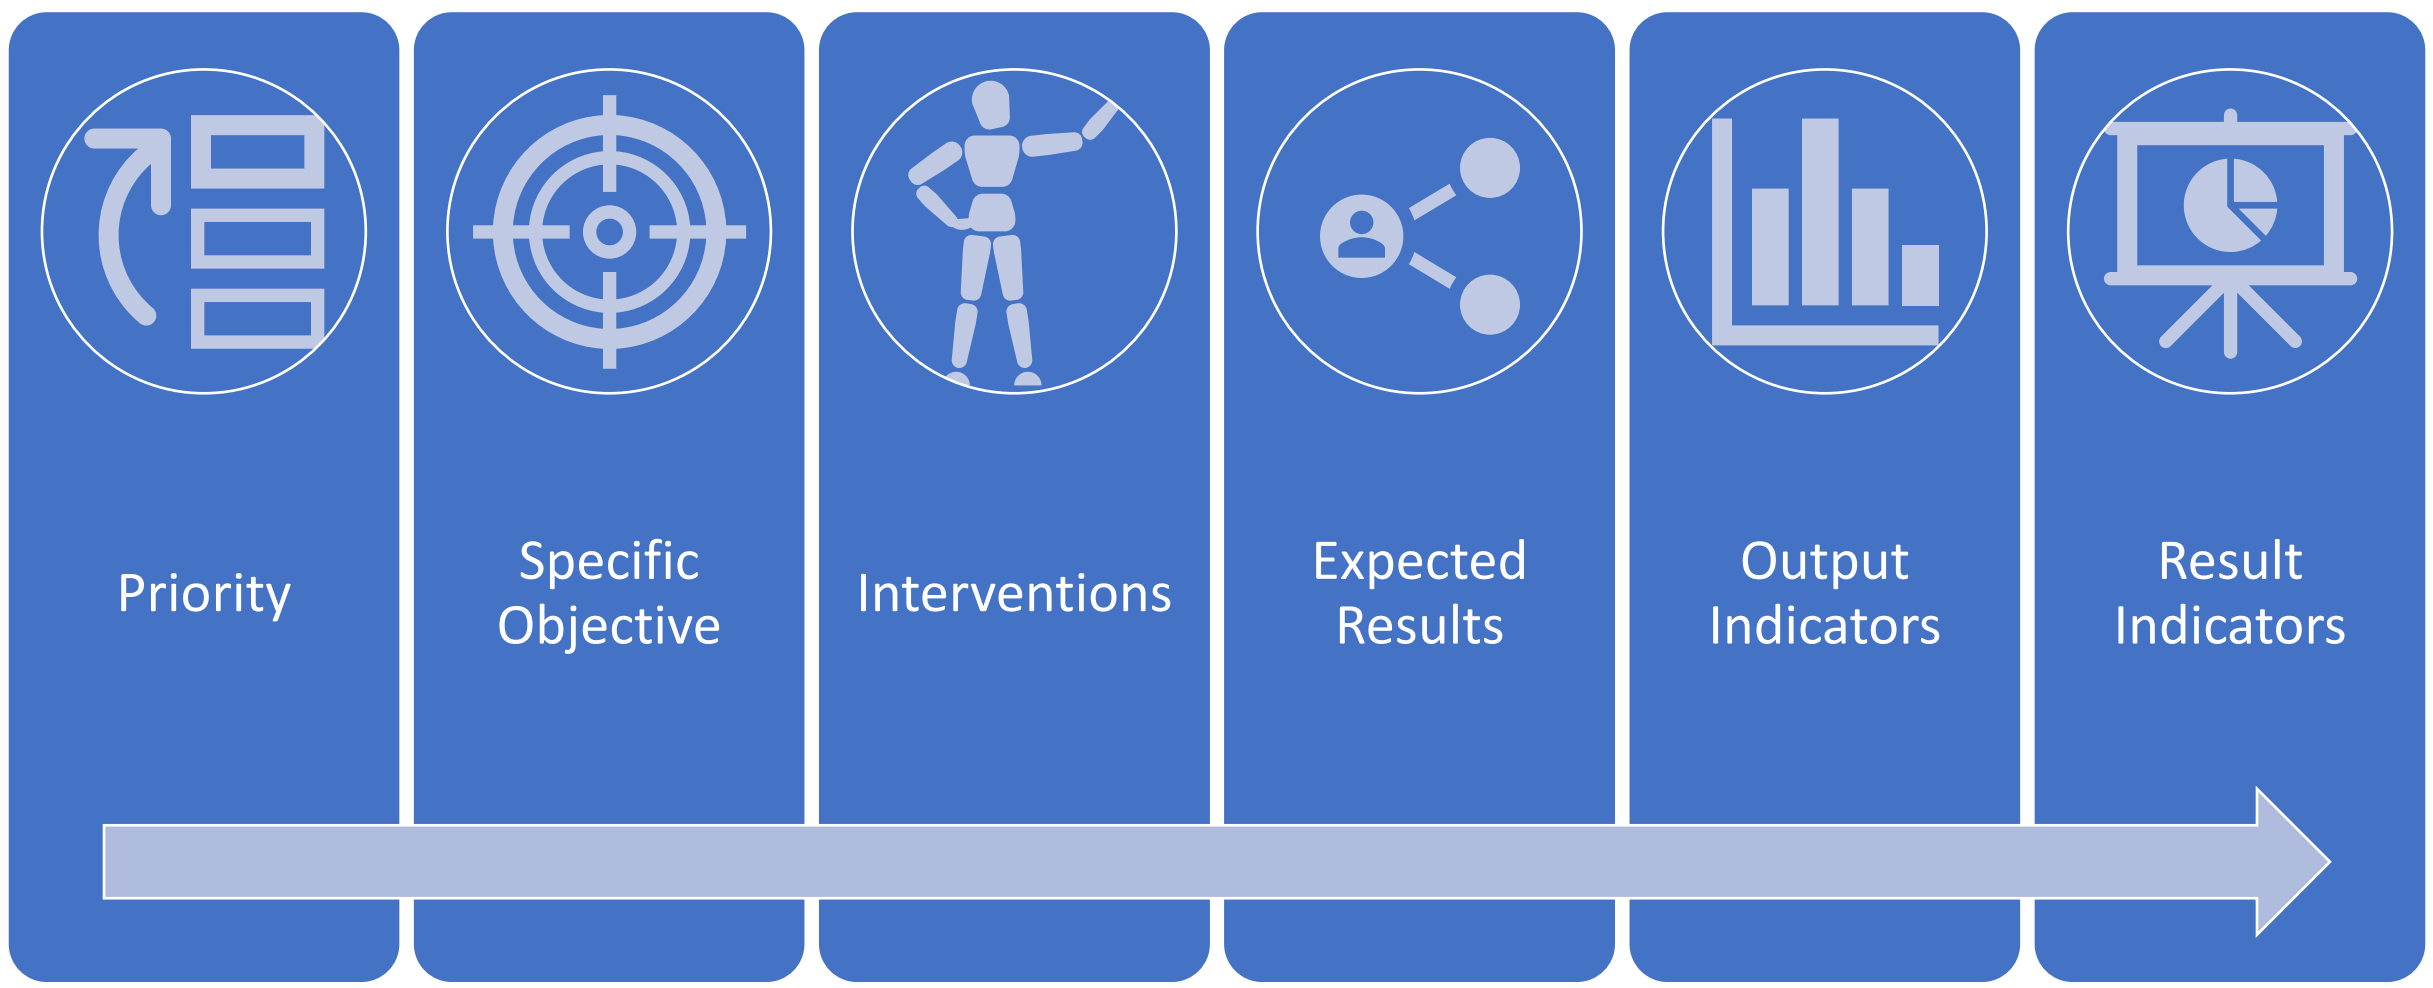 Priority
Specific
Objective
Interventions
Expected
Results
Output
Indicators
Result
Indicators